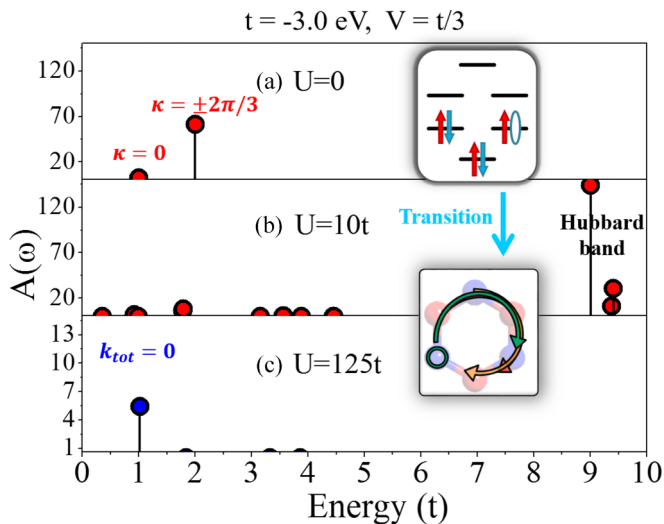 t = -3.0 eV, V = t/3
120
70
20
(a) U=0
κ = ±2π/3
κ = 0
120
70
20
(b) U=10t
Transition
Hubbard
band
A(ω)
13
10
7
4
1
k_tot = 0
(c) U=125t
0 1 2 3 4 5 6 7 8 9 10
Energy (t)